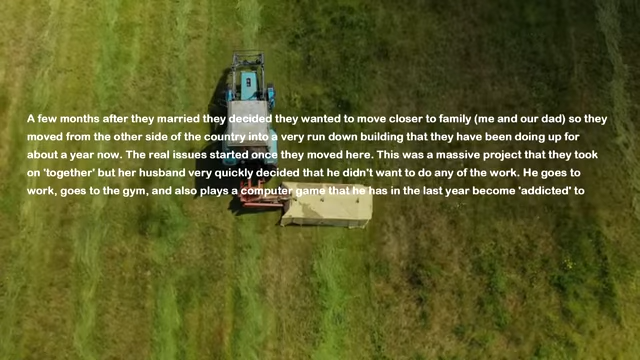 A few months after they married they decided they wanted to move closer to family (me and our dad) so they
moved from the other side of the country into a very run down building that they have been doing up for
about a year now. The real issues started once they moved here. This was a massive project that they took
on 'together' but her husband very quickly decided that he didn't want to do any of the work. He goes to
work, goes to the gym, and also plays a computer game that he has in the last year become 'addicted' to